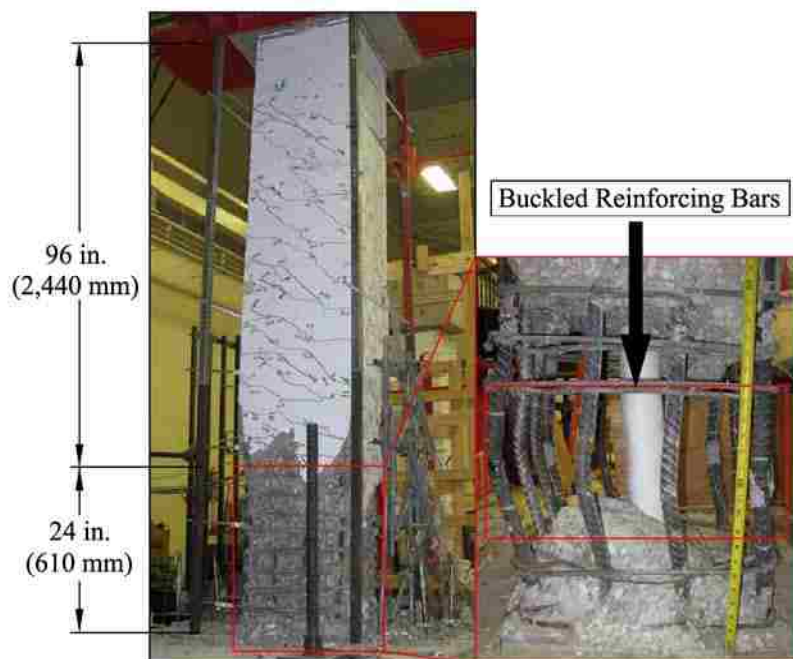 96 in.
(2,440 mm)
24 in.
(610 mm)
Buckled Reinforcing Bars